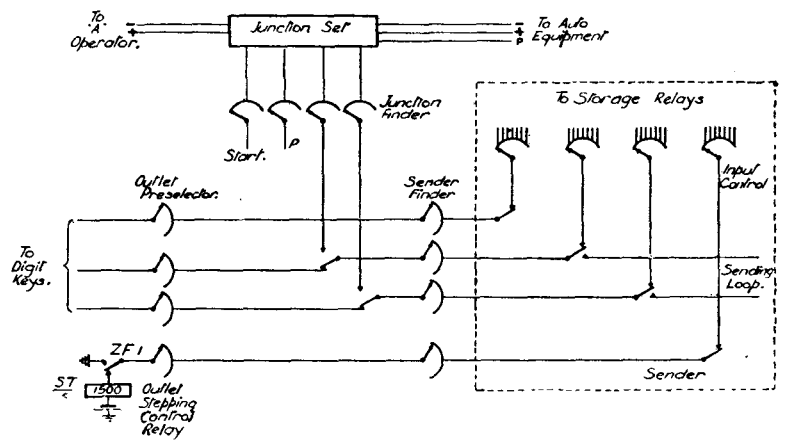 To
"A"
Operator.
−
+
Junction Set
−
+
P
To Auto
Equipment
Junction
Finder
Start.
P
To Storage Relays
Input
Control
Outlet
Preselector.
Sender
Finder
To
Digit
Keys.
Sending
Loop.
ZF1
ST
1500
Outlet
Stepping
Control
Relay
Sender